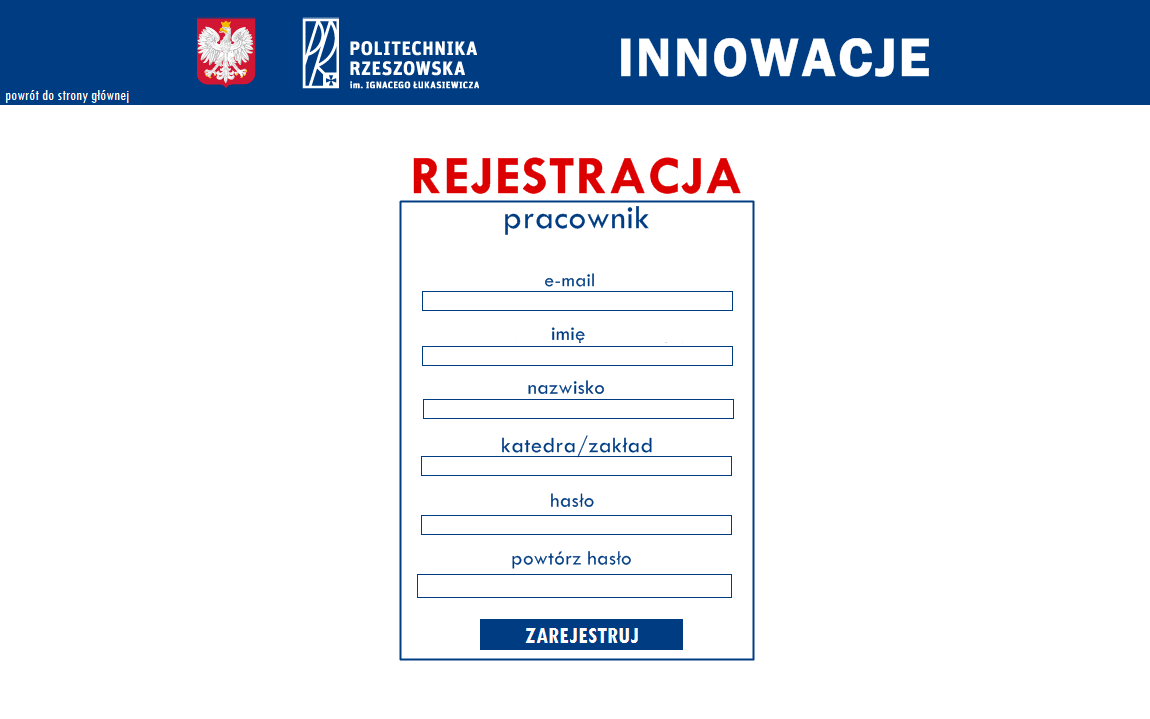 POLITECHNIKA
RZESZOWSKA
im. IGNACEGO ŁUKASIEWICZA
INNOWACJE
powrót do strony głównej
REJESTRACJA
pracownik
e-mail
imię
nazwisko
katedra/zakład
hasło
powtórz hasło
ZAREJESTRUJ